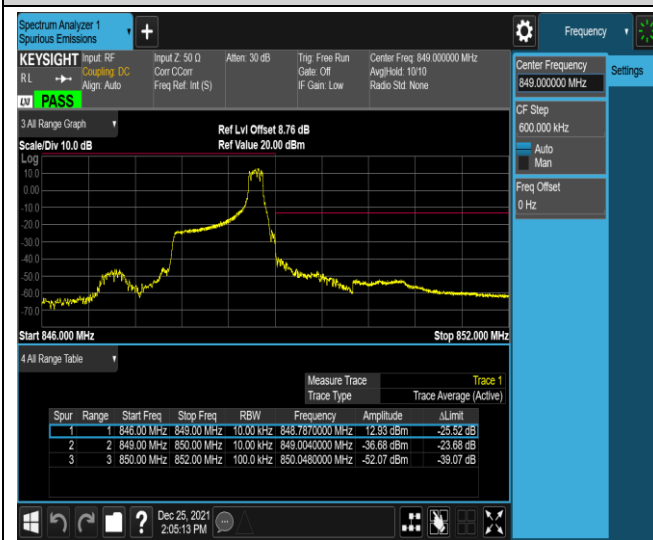 Spectrum Analyzer 1
Spurious Emissions
Frequency
KEYSIGHT
RL
Input: RF
Coupling: DC
Align: Auto
Input Z: 50 Ω
Corr CCorr
Freq Ref: Int (S)
Atten: 30 dB
Trig: Free Run
Gate: Off
IF Gain: Low
Center Freq: 849.000000 MHz
Avg|Hold: 10/10
Radio Std: None
LXI
PASS
Center Frequency
849.000000 MHz
Settings
CF Step
600.000 kHz
Auto
Man
Freq Offset
0 Hz
3 All Range Graph
Scale/Div 10.0 dB
Ref Lvl Offset 8.76 dB
Ref Value 20.00 dBm
Log
10.0
0.00
-10.0
-20.0
-30.0
-40.0
-50.0
-60.0
-70.0
Start 846.000 MHz
Stop 852.000 MHz
4 All Range Table
Measure Trace Trace 1
Trace Type Trace Average (Active)
Spur Range Start Freq Stop Freq RBW Frequency Amplitude ΔLimit
1 1 846.00 MHz 849.00 MHz 10.00 kHz 848.7870000 MHz 12.93 dBm -25.52 dB
2 2 849.00 MHz 850.00 MHz 10.00 kHz 849.0040000 MHz -36.68 dBm -23.68 dB
3 3 850.00 MHz 852.00 MHz 100.0 kHz 850.0480000 MHz -52.07 dBm -39.07 dB
Dec 25, 2021
2:05:13 PM